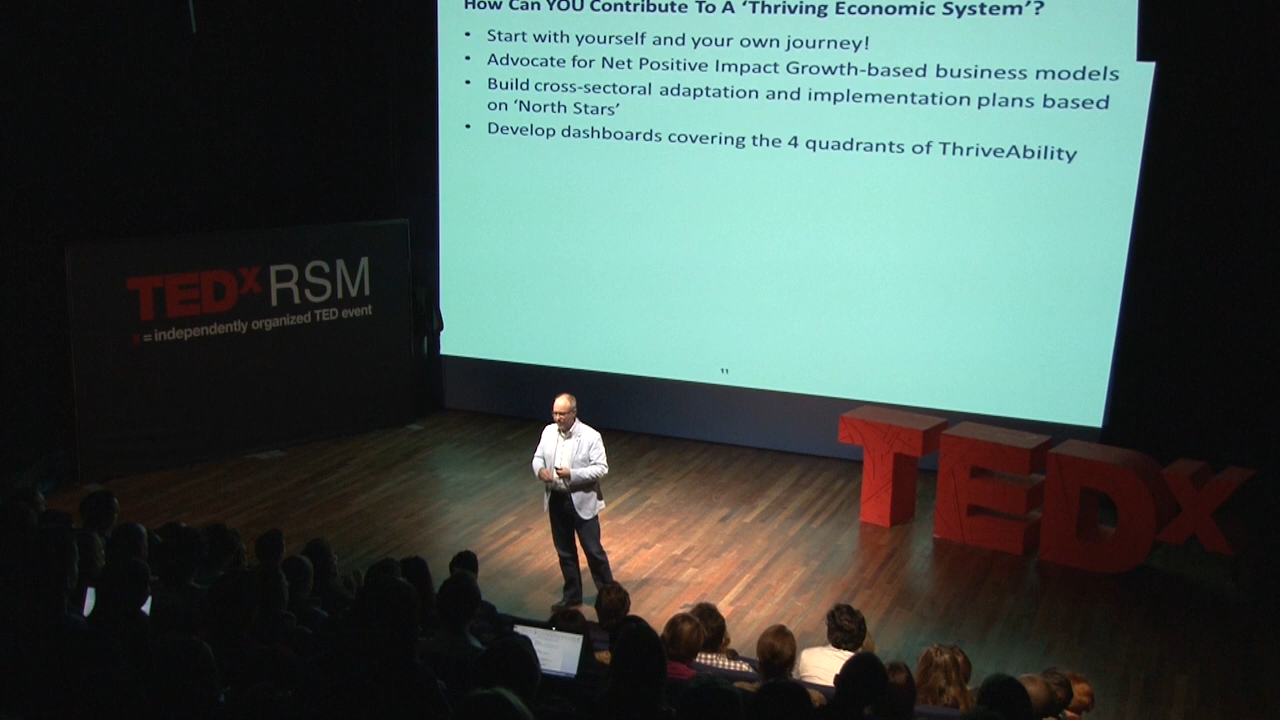 How Can YOU Contribute To A ‘Thriving Economic System’?
• Start with yourself and your own journey!
• Advocate for Net Positive Impact Growth-based business models
• Build cross-sectoral adaptation and implementation plans based
on ‘North Stars’
• Develop dashboards covering the 4 quadrants of ThriveAbility
11
TEDx RSM
x = independently organized TED event
TEDx